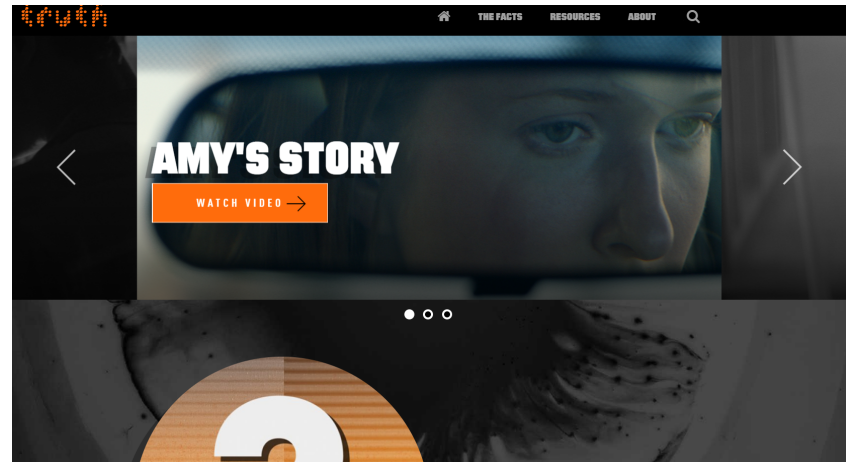 truth
THE FACTS RESOURCES ABOUT
AMY'S STORY
WATCH VIDEO
?